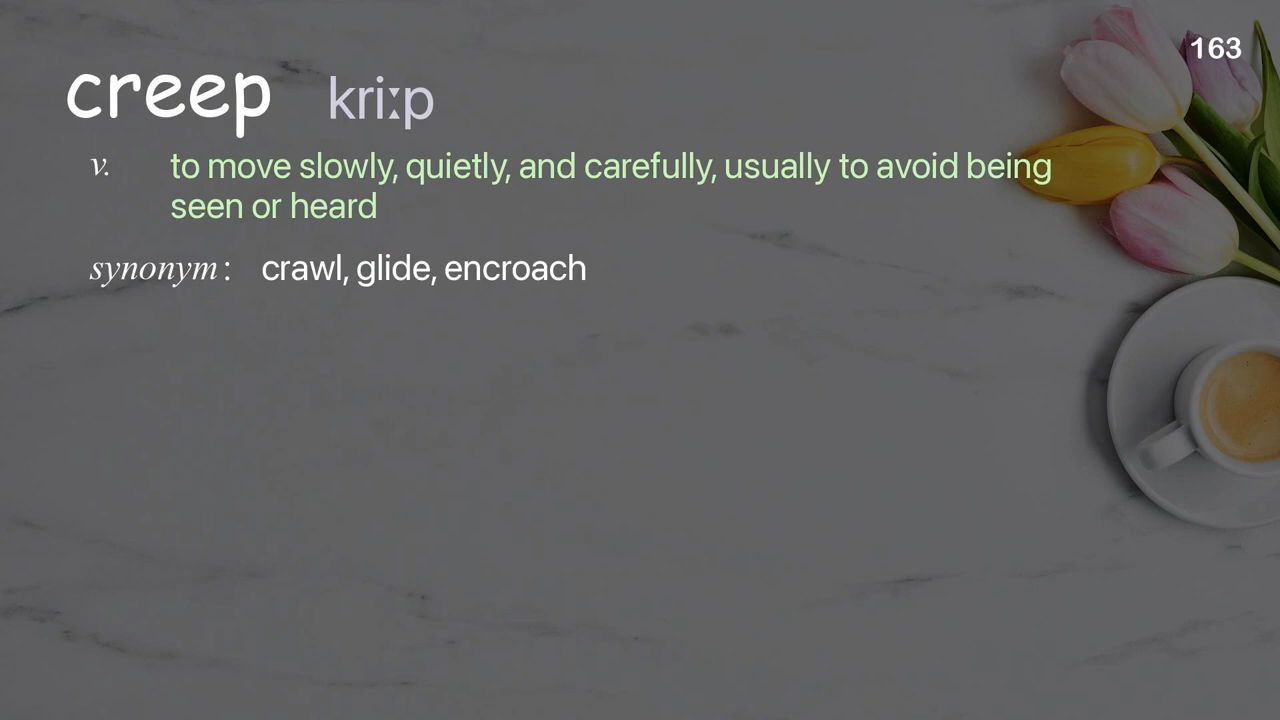 163
creep kriːp
v. to move slowly, quietly, and carefully, usually to avoid being
seen or heard
synonym : crawl, glide, encroach